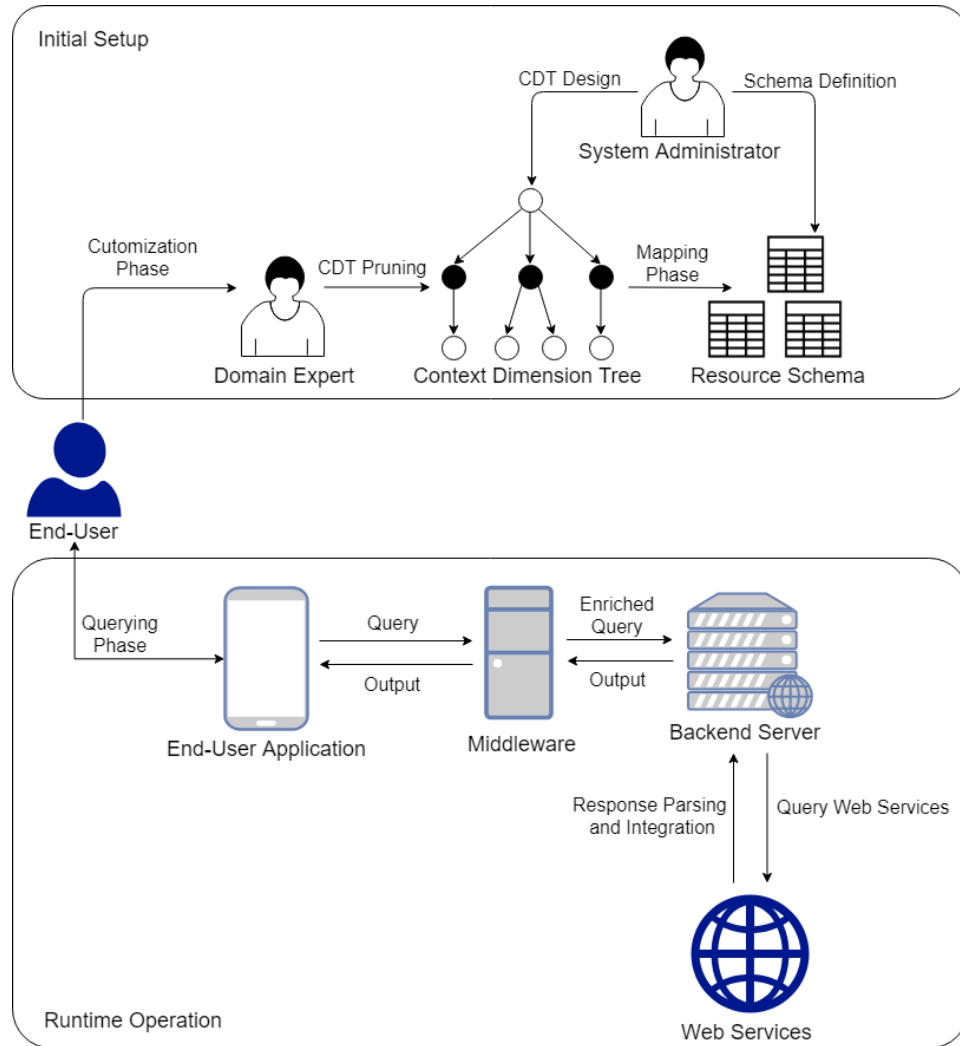 Initial Setup
CDT Design
Schema Definition
System Administrator
Cutomization
Phase
CDT Pruning
Mapping
Phase
Domain Expert
Context Dimension Tree
Resource Schema
End-User
Querying
Phase
Query
Output
Enriched
Query
Output
End-User Application
Middleware
Backend Server
Response Parsing
and Integration
Query Web Services
Web Services
Runtime Operation